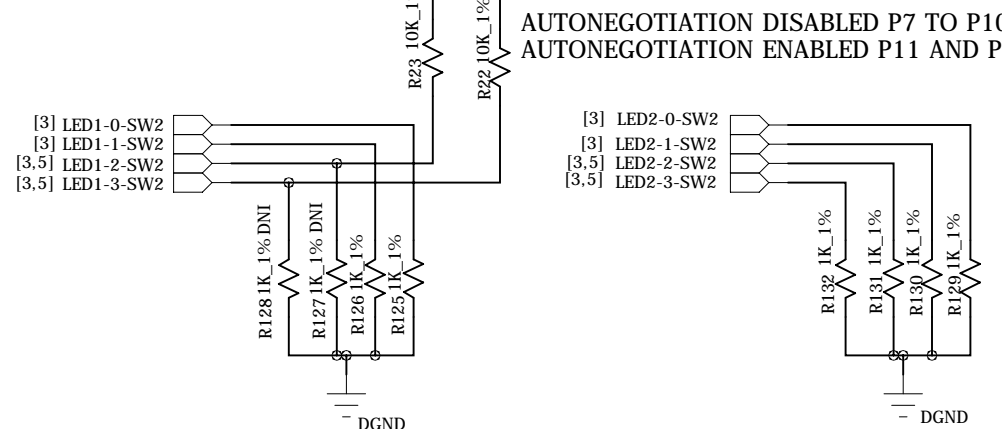 AUTONEGOTIATION DISABLED P7 TO P10
AUTONEGOTIATION ENABLED P11 AND P
R23 10K_1%
R22 10K_1%
[3] LED1-0-SW2
[3] LED1-1-SW2
[3,5] LED1-2-SW2
[3,5] LED1-3-SW2
[3] LED2-0-SW2
[3] LED2-1-SW2
[3,5] LED2-2-SW2
[3,5] LED2-3-SW2
R128 1K_1% DNI
R127 1K_1% DNI
R126 1K_1%
R125 1K_1%
R132 1K_1%
R131 1K_1%
R130 1K_1%
R129 1K_1%
DGND
DGND